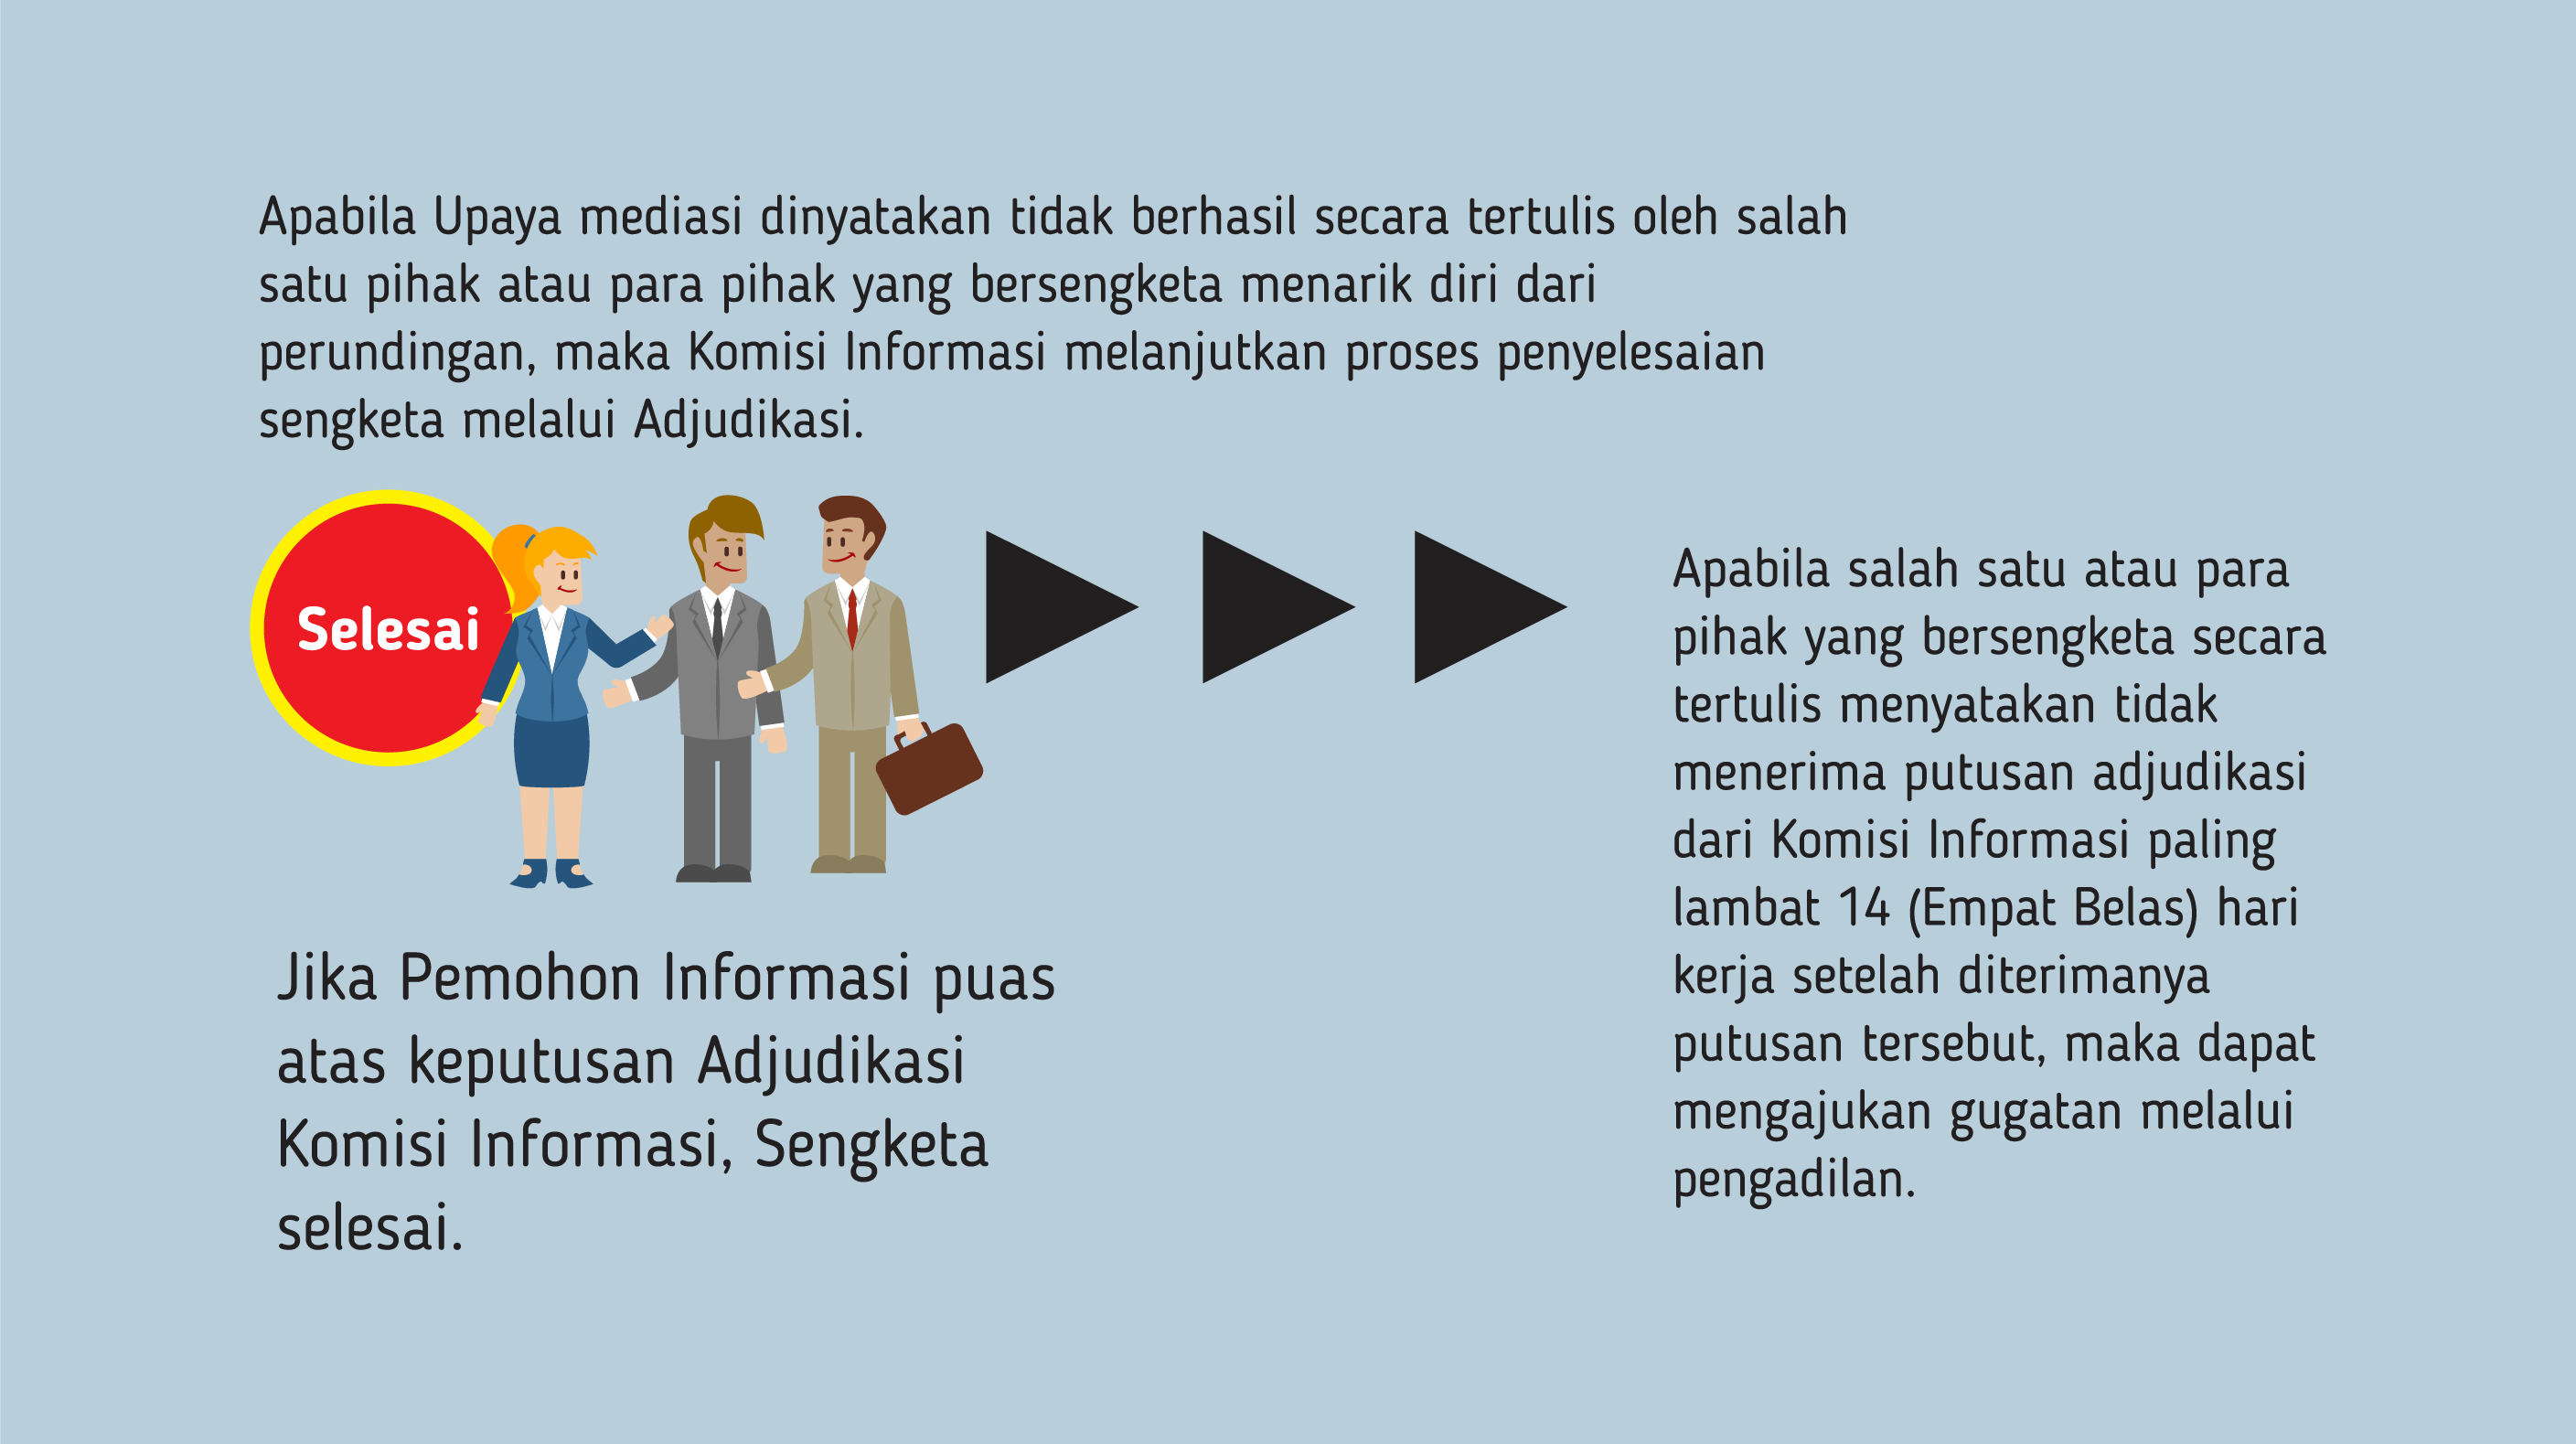 Apabila Upaya mediasi dinyatakan tidak berhasil secara tertulis oleh salah
satu pihak atau para pihak yang bersengketa menarik diri dari
perundingan, maka Komisi Informasi melanjutkan proses penyelesaian
sengketa melalui Adjudikasi.
Selesai
Jika Pemohon Informasi puas
atas keputusan Adjudikasi
Komisi Informasi, Sengketa
selesai.
Apabila salah satu atau para
pihak yang bersengketa secara
tertulis menyatakan tidak
menerima putusan adjudikasi
dari Komisi Informasi paling
lambat 14 (Empat Belas) hari
kerja setelah diterimanya
putusan tersebut, maka dapat
mengajukan gugatan melalui
pengadilan.